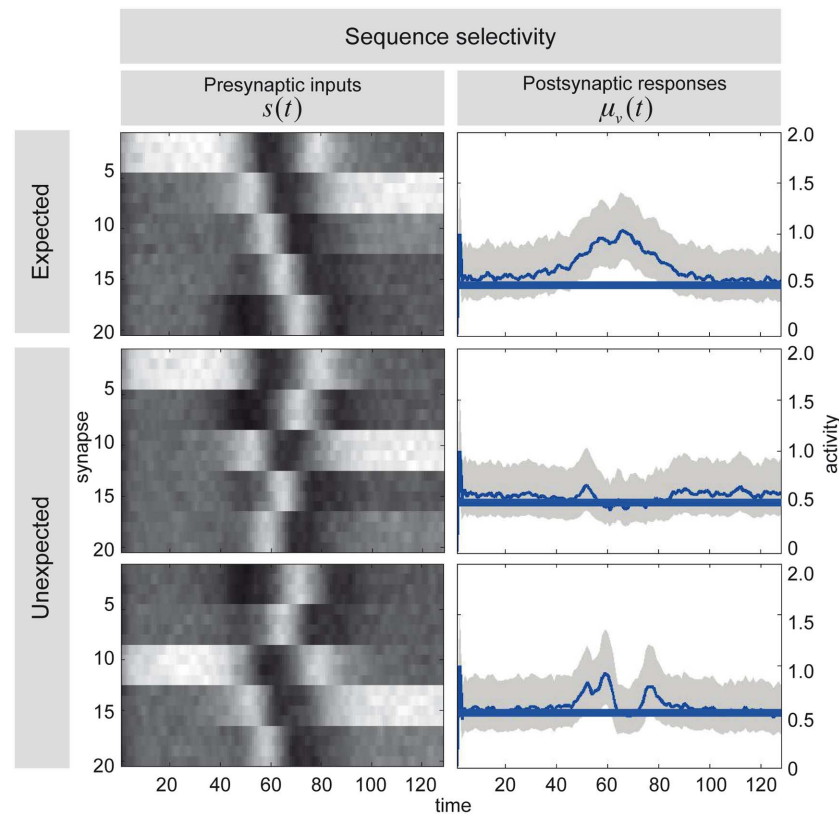 Sequence selectivity
Presynaptic inputs
s(t)
Postsynaptic responses
μᵥ(t)
Expected
5
10
15
20
2.0
1.5
1.0
0.5
0
Unexpected
synapse
5
10
15
20
2.0
1.5
1.0
0.5
0
activity
5
10
15
20
2.0
1.5
1.0
0.5
0
20 40 60 80 100 120
20 40 60 80 100 120
time